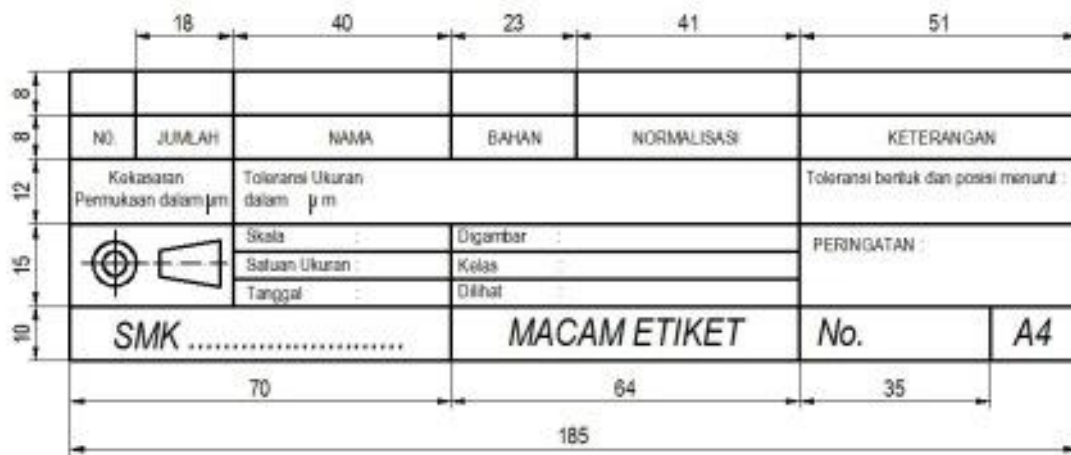 18 40 23 41 51
8
8 NO. JUMLAH NAMA BAHAN NORMALISASI KETERANGAN
12 Kekasaran Toleransi Ukuran Toleransi bentuk dan posisi menurut :
Permukaan dalam μm dalam μ m
15 Skala : Digambar : PERINGATAN :
Satuan Ukuran : Kelas :
Tanggal : Dilihat :
10 SMK ........................ MACAM ETIKET No. A4
70 64 35
185